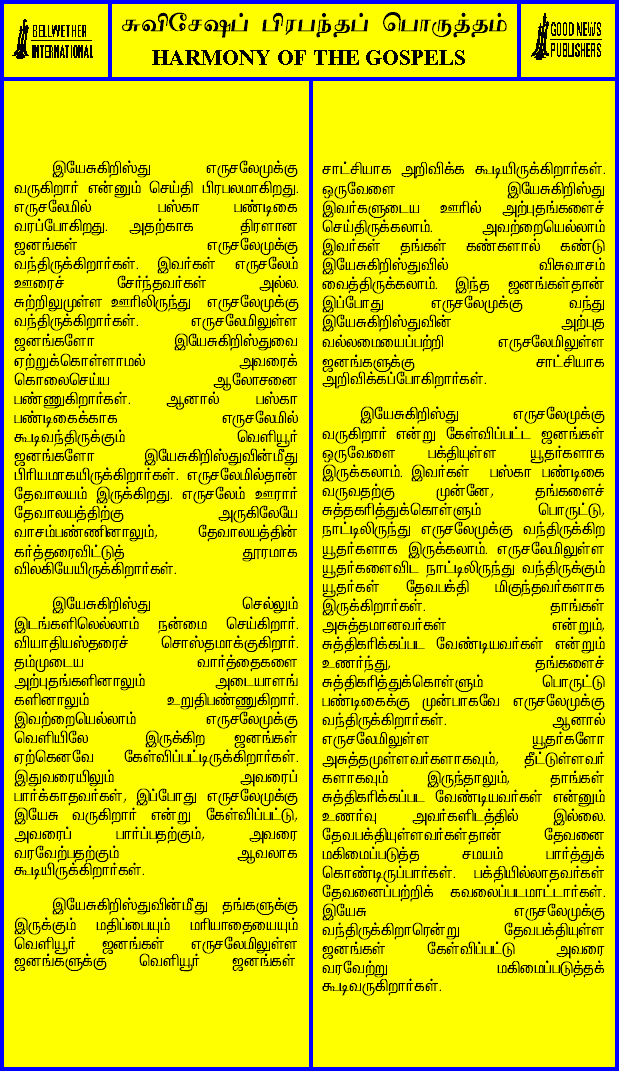 BELLWETHER
INTERNATIONAL
சுவிசேஷப் பிரபந்தப் பொருத்தம்
HARMONY OF THE GOSPELS
GOOD NEWS
PUBLISHERS
இயேசுகிறிஸ்து எருசலேமுக்கு
வருகிறார் என்னும் செய்தி பிரபலமாகிறது.
எருசலேமில் பஸ்கா பண்டிகை
வரப்போகிறது. அதற்காக திரளான
ஜனங்கள் எருசலேமுக்கு
வந்திருக்கிறார்கள். இவர்கள் எருசலேம்
ஊரைச் சேர்ந்தவர்கள் அல்ல.
சுற்றிலுமுள்ள ஊரிலிருந்து எருசலேமுக்கு
வந்திருக்கிறார்கள். எருசலேமிலுள்ள
ஜனங்களோ இயேசுகிறிஸ்துவை
ஏற்றுக்கொள்ளாமல் அவரைக்
கொலைசெய்ய ஆலோசனை
பண்ணுகிறார்கள். ஆனால் பஸ்கா
பண்டிகைக்காக எருசலேமில்
கூடிவந்திருக்கும் வெளியூர்
ஜனங்களோ இயேசுகிறிஸ்துவின்மீது
பிரியமாகயிருக்கிறார்கள். எருசலேமில்தான்
தேவாலயம் இருக்கிறது. எருசலேம் ஊரார்
தேவாலயத்திற்கு அருகிலேயே
வாசம்பண்ணினாலும், தேவாலயத்தின்
கர்த்தரைவிட்டுத் தூரமாக
விலகியேயிருக்கிறார்கள்.
இயேசுகிறிஸ்து செல்லும்
இடங்களிலெல்லாம் நன்மை செய்கிறார்.
வியாதியஸ்தரைச் சொஸ்தமாக்குகிறார்.
தம்முடைய வார்த்தைகளை
அற்புதங்களினாலும் அடையாளங்
களினாலும் உறுதிபண்ணுகிறார்.
இவற்றையெல்லாம் எருசலேமுக்கு
வெளியிலே இருக்கிற ஜனங்கள்
ஏற்கெனவே கேள்விப்பட்டிருக்கிறார்கள்.
இதுவரையிலும் அவரைப்
பார்க்காதவர்கள், இப்போது எருசலேமுக்கு
இயேசு வருகிறார் என்று கேள்விப்பட்டு,
அவரைப் பார்ப்பதற்கும், அவரை
வரவேற்பதற்கும் ஆவலாக
கூடியிருக்கிறார்கள்.
இயேசுகிறிஸ்துவின்மீது தங்களுக்கு
இருக்கும் மதிப்பையும் மரியாதையையும்
வெளியூர் ஜனங்கள் எருசலேமிலுள்ள
ஜனங்களுக்கு வெளியூர் ஜனங்கள்
சாட்சியாக அறிவிக்க கூடியிருக்கிறார்கள்.
ஒருவேளை இயேசுகிறிஸ்து
இவர்களுடைய ஊரில் அற்புதங்களைச்
செய்திருக்கலாம். அவற்றையெல்லாம்
இவர்கள் தங்கள் கண்களால் கண்டு
இயேசுகிறிஸ்துவில் விசுவாசம்
வைத்திருக்கலாம். இந்த ஜனங்கள்தான்
இப்போது எருசலேமுக்கு வந்து
இயேசுகிறிஸ்துவின் அற்புத
வல்லமையைப்பற்றி எருசலேமிலுள்ள
ஜனங்களுக்கு சாட்சியாக
அறிவிக்கப்போகிறார்கள்.
இயேசுகிறிஸ்து எருசலேமுக்கு
வருகிறார் என்று கேள்விப்பட்ட ஜனங்கள்
ஒருவேளை பக்தியுள்ள யூதர்களாக
இருக்கலாம். இவர்கள் பஸ்கா பண்டிகை
வருவதற்கு முன்னே, தங்களைச்
சுத்தகரித்துக்கொள்ளும் பொருட்டு,
நாட்டிலிருந்து எருசலேமுக்கு வந்திருக்கிற
யூதர்களாக இருக்கலாம். எருசலேமிலுள்ள
யூதர்களைவிட நாட்டிலிருந்து வந்திருக்கும்
யூதர்கள் தேவபக்தி மிகுந்தவர்களாக
இருக்கிறார்கள். தாங்கள்
அசுத்தமானவர்கள் என்றும்,
சுத்திகரிக்கப்பட வேண்டியவர்கள் என்றும்
உணர்ந்து, தங்களைச்
சுத்திகரித்துக்கொள்ளும் பொருட்டு
பண்டிகைக்கு முன்பாகவே எருசலேமுக்கு
வந்திருக்கிறார்கள். ஆனால்
எருசலேமிலுள்ள யூதர்களோ
அசுத்தமுள்ளவர்களாகவும், தீட்டுள்ளவர்
களாகவும் இருந்தாலும், தாங்கள்
சுத்திகரிக்கப்பட வேண்டியவர்கள் என்னும்
உணர்வு அவர்களிடத்தில் இல்லை.
தேவபக்தியுள்ளவர்கள்தான் தேவனை
மகிமைப்படுத்த சமயம் பார்த்துக்
கொண்டிருப்பார்கள். பக்தியில்லாதவர்கள்
தேவனைப்பற்றிக் கவலைப்படமாட்டார்கள்.
இயேசு எருசலேமுக்கு
வந்திருக்கிறாரென்று தேவபக்தியுள்ள
ஜனங்கள் கேள்விப்பட்டு அவரை
வரவேற்று மகிமைப்படுத்தக்
கூடிவருகிறார்கள்.